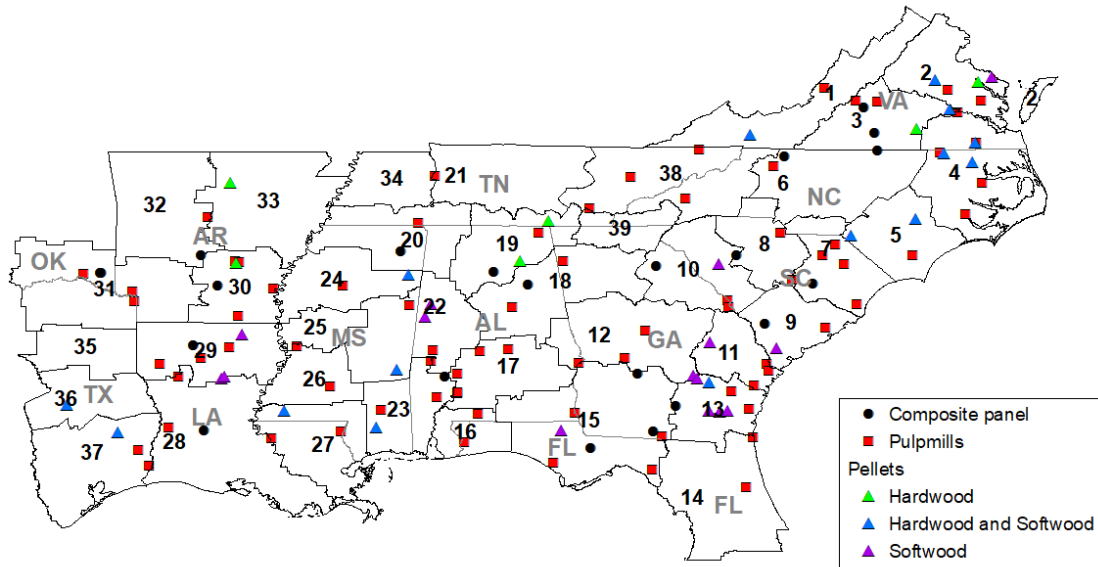 1
2
VA
2
3
4
6
NC
5
38
21
TN
34
39
8
7
SC
10
9
11
GA
12
18
19
20
AL
22
24
25
MS
26
17
23
16
15
FL
13
14
FL
27
32
33
AR
OK
31
30
35
29
TX
36
LA
37
28
Composite panel
Pulpmills
Pellets
Hardwood
Hardwood and Softwood
Softwood